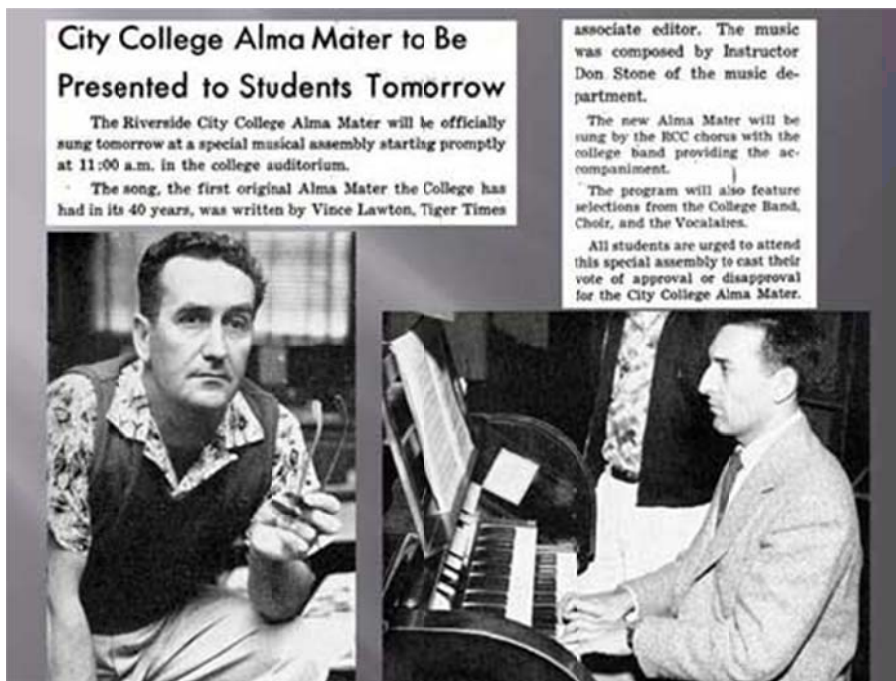 City College Alma Mater to Be
Presented to Students Tomorrow
The Riverside City College Alma Mater will be officially
sung tomorrow at a special musical assembly starting promptly
at 11:00 a.m. in the college auditorium.
The song, the first original Alma Mater the College has
had in its 40 years, was written by Vince Lawton, Tiger Times
associate editor. The music
was composed by Instructor
Don Stone of the music de-
partment.
The new Alma Mater will be
sung by the RCC chorus with the
college band providing the ac-
companiment.
The program will also feature
selections from the College Band,
Choir, and the Vocalaires.
All students are urged to attend
this special assembly to cast their
vote of approval or disapproval
for the City College Alma Mater.